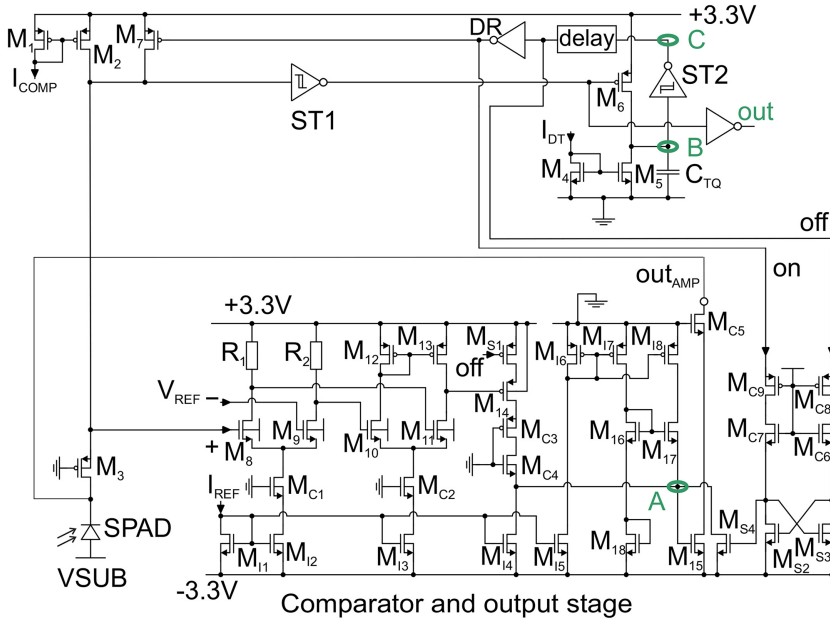 +3.3V
DR
delay
C
M1
M2
M7
ICOMP
ST1
M6
ST2
out
IDT
B
M4
M5
CTQ
off
on
outAMP
+3.3V
R1
R2
M12
M13
MS1
off
MI6
MI7
MI8
MC5
VREF
–
M14
MC9
MC8
+
M8
M9
M10
M11
MC3
M16
M17
MC7
MC6
M3
MC4
IREF
MC1
MC2
A
SPAD
MS4
VSUB
MI1
MI2
MI3
MI4
MI5
M18
M15
MS2
MS3
-3.3V
Comparator and output stage